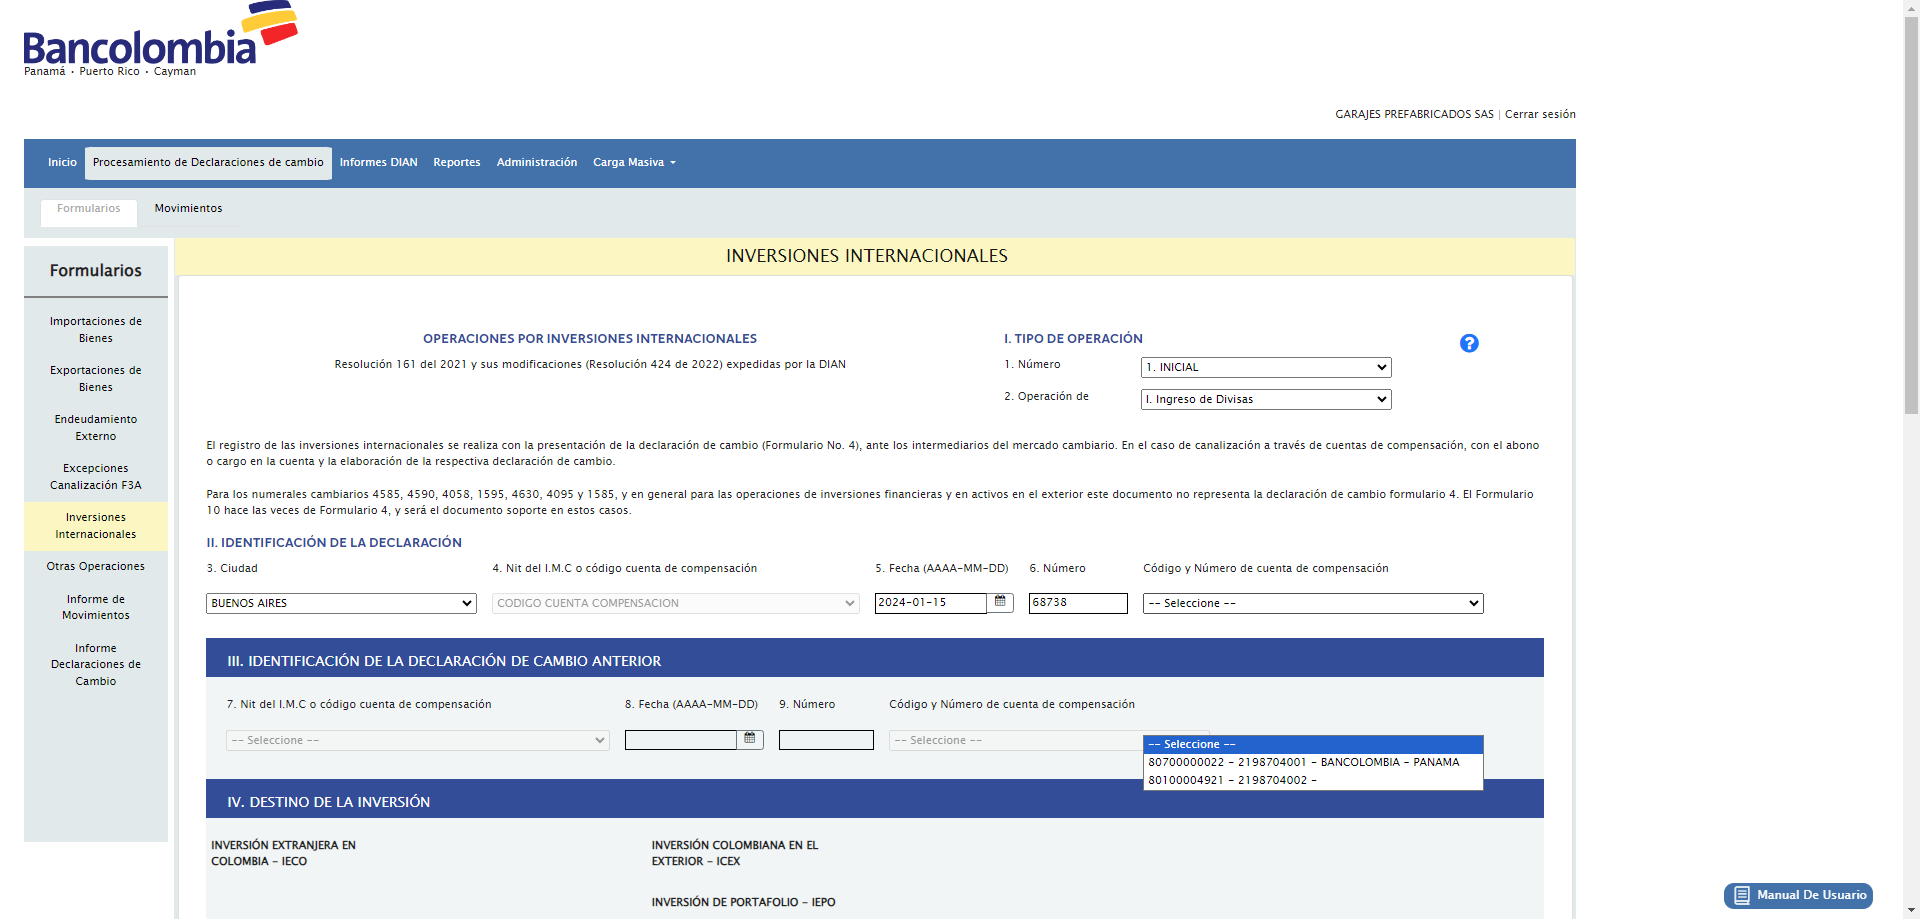 Bancolombia
Panamá • Puerto Rico • Cayman
GARAJES PREFABRICADOS SAS | Cerrar sesión
Inicio
Procesamiento de Declaraciones de cambio
Informes DIAN
Reportes
Administración
Carga Masiva
Formularios
Movimientos
Formularios
Importaciones de
Bienes
Exportaciones de
Bienes
Endeudamiento
Externo
Excepciones
Canalización F3A
Inversiones
Internacionales
Otras Operaciones
Informe de
Movimientos
Informe
Declaraciones de
Cambio
INVERSIONES INTERNACIONALES
OPERACIONES POR INVERSIONES INTERNACIONALES
Resolución 161 del 2021 y sus modificaciones (Resolución 424 de 2022) expedidas por la DIAN
I. TIPO DE OPERACIÓN
?
1. Número
1. INICIAL
2. Operación de
I. Ingreso de Divisas
El registro de las inversiones internacionales se realiza con la presentación de la declaración de cambio (Formulario No. 4), ante los intermediarios del mercado cambiario. En el caso de canalización a través de cuentas de compensación, con el abono
o cargo en la cuenta y la elaboración de la respectiva declaración de cambio.
Para los numerales cambiarios 4585, 4590, 4058, 1595, 4630, 4095 y 1585, y en general para las operaciones de inversiones financieras y en activos en el exterior este documento no representa la declaración de cambio formulario 4. El Formulario
10 hace las veces de Formulario 4, y será el documento soporte en estos casos.
II. IDENTIFICACIÓN DE LA DECLARACIÓN
3. Ciudad
4. Nit del I.M.C o código cuenta de compensación
5. Fecha (AAAA-MM-DD)
6. Número
Código y Número de cuenta de compensación
BUENOS AIRES
CODIGO CUENTA COMPENSACION
2024-01-15
68738
-- Seleccione --
III. IDENTIFICACIÓN DE LA DECLARACIÓN DE CAMBIO ANTERIOR
7. Nit del I.M.C o código cuenta de compensación
8. Fecha (AAAA-MM-DD)
9. Número
Código y Número de cuenta de compensación
-- Seleccione --
-- Seleccione --
-- Seleccione --
80700000022 - 2198704001 - BANCOLOMBIA - PANAMA
80100004921 - 2198704002 -
IV. DESTINO DE LA INVERSIÓN
INVERSIÓN EXTRANJERA EN
COLOMBIA - IECO
INVERSIÓN COLOMBIANA EN EL
EXTERIOR - ICEX
INVERSIÓN DE PORTAFOLIO - IEPO
Manual De Usuario